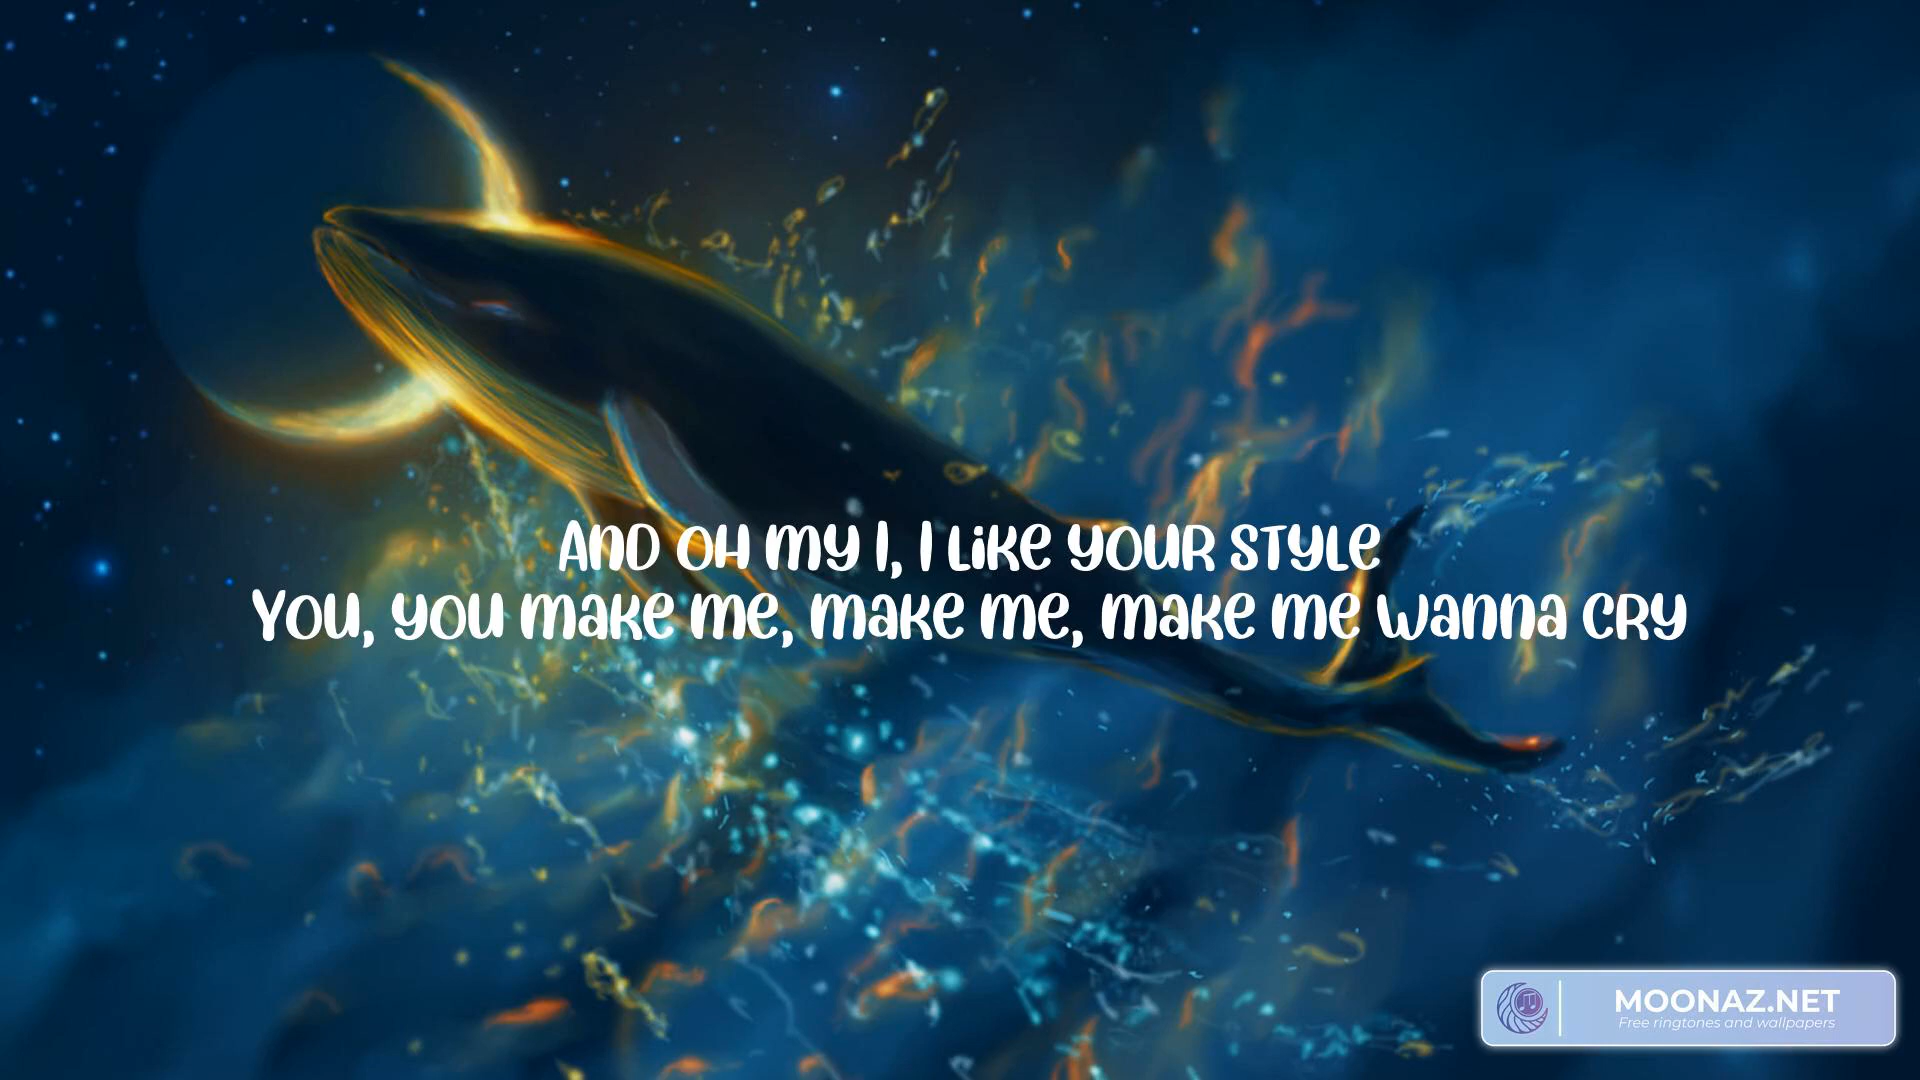 And oh my I, I like your style
You, you make me, make me, make me wanna cry
MOONAZ.NET
Free ringtones and wallpapers